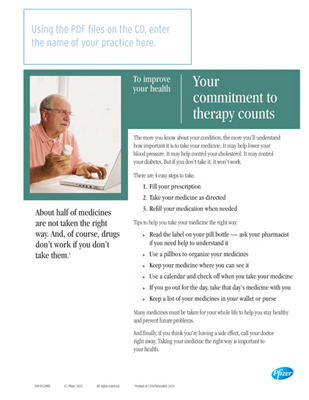 Using the PDF files on the CD, enter
the name of your practice here.
To improve
your health
Your
commitment to
therapy counts
The more you know about your condition, the more you'll understand
how important it is to take your medicine. It may help lower your
blood pressure. It may help control your cholesterol. It may control
your diabetes. But if you don't take it, it won't work.
There are 4 easy steps to take.
1. Fill your prescription
2. Take your medicine as directed
3. Refill your medication when needed
Tips to help you take your medicine the right way:
Read the label on your pill bottle — ask your pharmacist
if you need help to understand it
Use a pillbox to organize your medicines
Keep your medicine where you can see it
Use a calendar and check off when you take your medicine
If you go out for the day, take that day's medicine with you
Keep a list of your medicines in your wallet or purse
Many medicines must be taken for your whole life to help you stay healthy
and prevent future problems.
And finally, if you think you're having a side effect, call your doctor
right away. Taking your medicine the right way is important to
your health.
About half of medicines
are not taken the right
way. And, of course, drugs
don't work if you don't
take them.
All rights reserved.
Pfizer